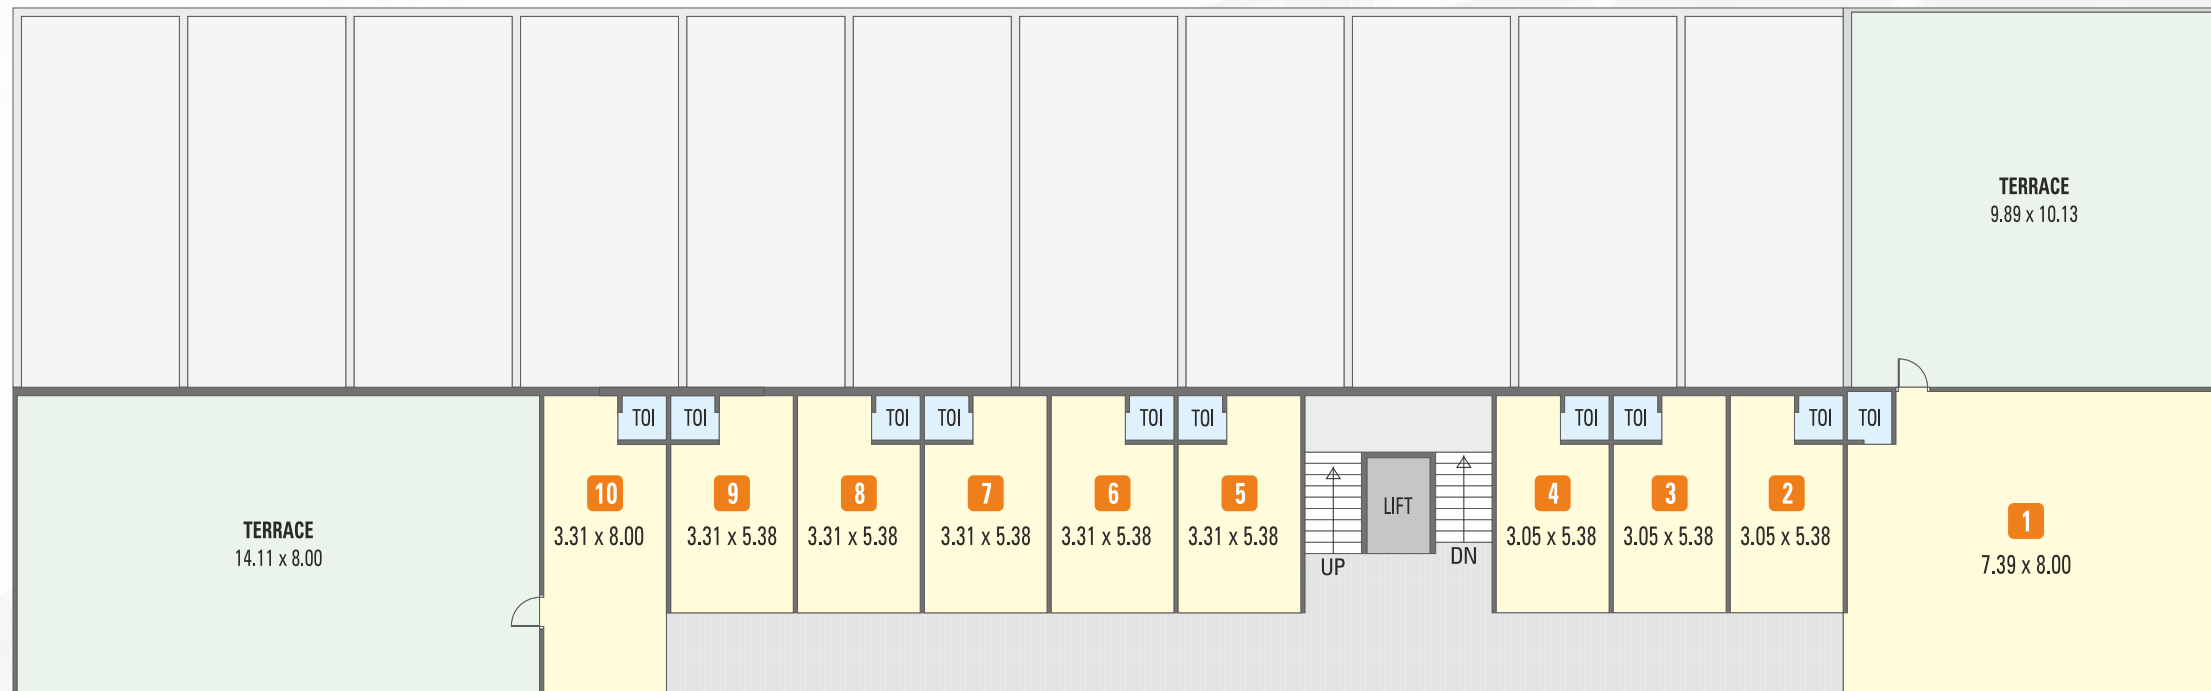 TERRACE
9.89 x 10.13
TOI
TOI
TOI
TOI
TOI
TOI
TOI
TOI
TOI
TOI
10
9
8
7
6
5
4
3
2
1
LIFT
3.31 x 8.00
3.31 x 5.38
3.31 x 5.38
3.31 x 5.38
3.31 x 5.38
3.31 x 5.38
3.05 x 5.38
3.05 x 5.38
3.05 x 5.38
7.39 x 8.00
TERRACE
14.11 x 8.00
UP
DN